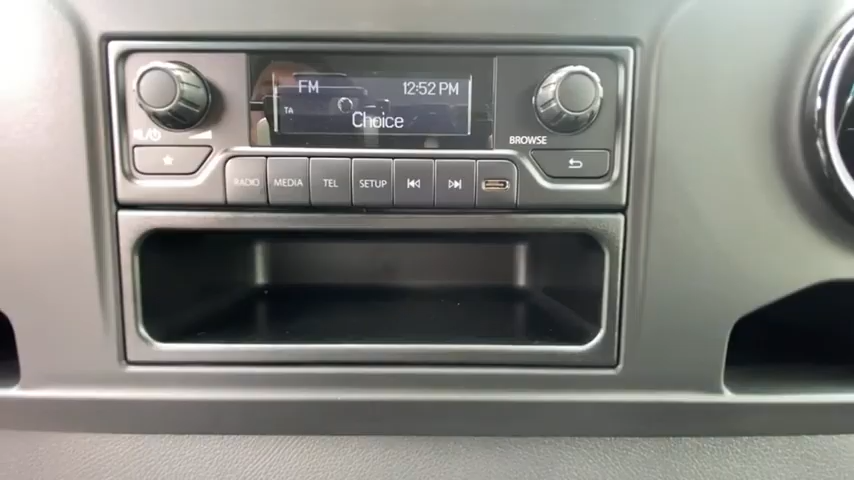 FM 12:52 PM
TA
Choice
BROWSE
RADIO MEDIA TEL SETUP